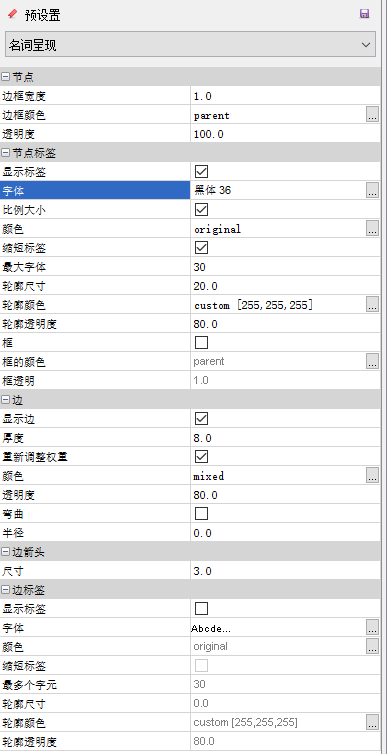 预设置
名词呈现
节点
边框宽度 1.0
边框颜色 parent ...
透明度 100.0
节点标签
显示标签
字体 黑体 36 ...
比例大小
颜色 original ...
缩短标签
最大字体 30
轮廓尺寸 20.0
轮廓颜色 custom [255,255,255] ...
轮廓透明度 80.0
框
框的颜色 parent ...
框透明 1.0
边
显示边
厚度 8.0
重新调整权重
颜色 mixed ...
透明度 80.0
弯曲
半径 0.0
边箭头
尺寸 3.0
边标签
显示标签
字体 Abcde... ...
颜色 original ...
缩短标签
最多个字元 30
轮廓尺寸 0.0
轮廓颜色 custom [255,255,255] ...
轮廓透明度 80.0